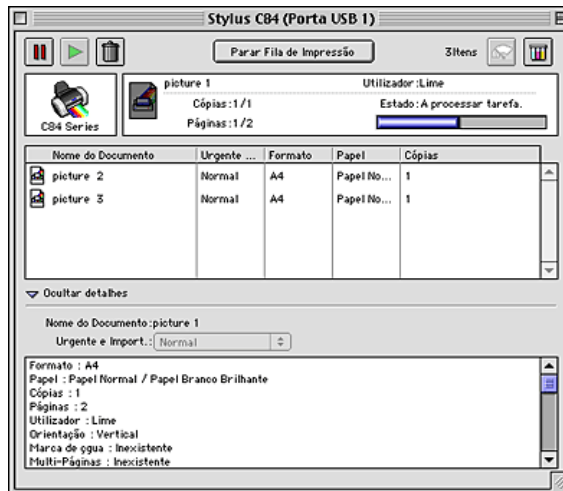 Stylus C84 (Porta USB 1)
Parar Fila de Impressão
3Itens
C84 Series
picture 1
Utilizador :Lime
Cópias :1/1
Estado :A processar tarefa.
Páginas :1/2
Nome do Documento Urgente ... Formato Papel Cópias
picture 2 Normal A4 Papel No... 1
picture 3 Normal A4 Papel No... 1
Ocultar detalhes
Nome do Documento :picture 1
Urgente e Import. : Normal
Formato : A4
Papel : Papel Normal / Papel Branco Brilhante
Cópias : 1
Páginas : 2
Utilizador : Lime
Orientação : Vertical
Marca de çgua : Inexistente
Multi-Páginas : Inexistente